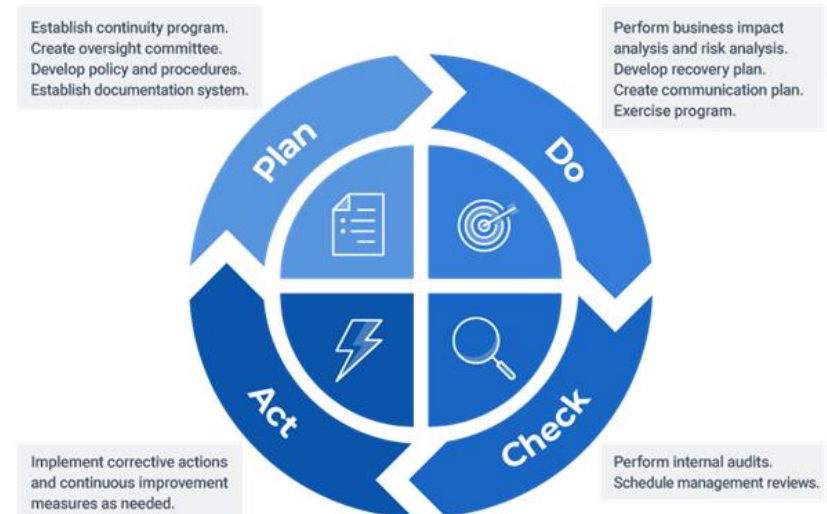 Establish continuity program.
Create oversight committee.
Develop policy and procedures.
Establish documentation system.
Perform business impact
analysis and risk analysis.
Develop recovery plan.
Create communication plan.
Exercise program.
Plan
Do
Act
Check
Implement corrective actions
and continuous improvement
measures as needed.
Perform internal audits.
Schedule management reviews.